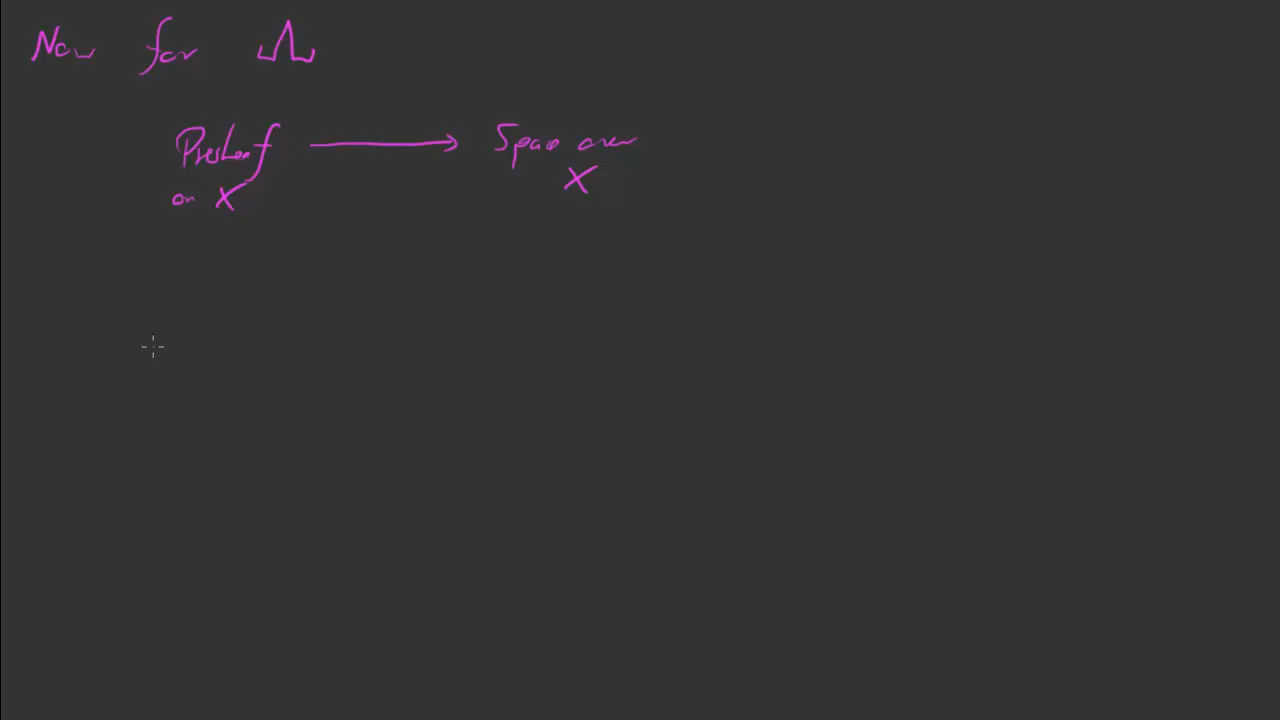 Now for Λ
Presheaf ⟶ Space over
on X
X